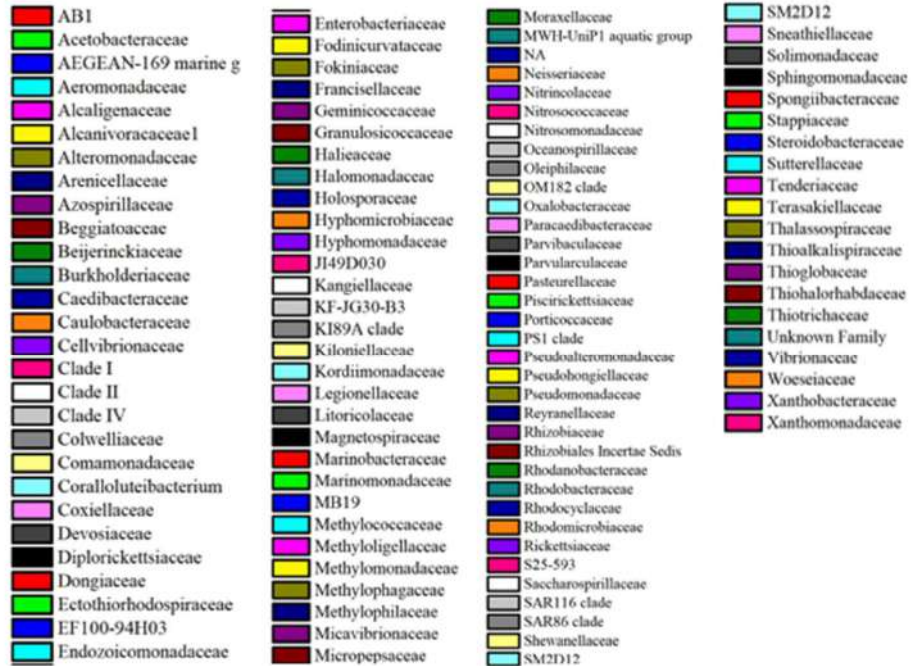 AB1
Acetobacteraceae
AEGEAN-169 marine g
Aeromonadaceae
Alcaligenaceae
Alcanivoracaceae1
Alteromonadaceae
Arenicellaceae
Azospirillaceae
Beggiatoaceae
Beijerinckiaceae
Burkholderiaceae
Caedibacteraceae
Caulobacteraceae
Cellvibrionaceae
Clade I
Clade II
Clade IV
Colwelliaceae
Comamonadaceae
Coralloluteibacterium
Coxiellaceae
Devosiaceae
Diplorickettsiaceae
Dongiaceae
Ectothiorhodospiraceae
EF100-94H03
Endozoicomonadaceae
Enterobacteriaceae
Fodinicurvataceae
Fokiniaceae
Francisellaceae
Geminicoccaceae
Granulosicoccaceae
Halieaceae
Halomonadaceae
Holosporaceae
Hyphomicrobiaceae
Hyphomonadaceae
JI49D030
Kangiellaceae
KF-JG30-B3
KI89A clade
Kiloniellaceae
Kordiimonadaceae
Legionellaceae
Litoricolaceae
Magnetospiraceae
Marinobacteraceae
Marinomonadaceae
MB19
Methylococcaceae
Methyloligellaceae
Methylomonadaceae
Methylophagaceae
Methylophilaceae
Micavibrionaceae
Micropepsaceae
Moraxellaceae
MWH-UniP1 aquatic group
NA
Neisseriaceae
Nitrincolaceae
Nitrosococcaceae
Nitrosomonadaceae
Oceanospirillaceae
Oleiphilaceae
OM182 clade
Oxalobacteraceae
Paracaedibacteraceae
Parvibaculaceae
Parvularculaceae
Pasteurellaceae
Piscirickettsiaceae
Porticoccaceae
PS1 clade
Pseudoalteromonadaceae
Pseudohongiellaceae
Pseudomonadaceae
Reyranellaceae
Rhizobiaceae
Rhizobiales Incertae Sedis
Rhodanobacteraceae
Rhodobacteraceae
Rhodocyclaceae
Rhodomicrobiaceae
Rickettsiaceae
S25-593
Saccharospirillaceae
SAR116 clade
SAR86 clade
Shewanellaceae
SM2D12
SM2D12
Sneathiellaceae
Solimonadaceae
Sphingomonadaceae
Spongiibacteraceae
Stappiaceae
Steroidobacteraceae
Sutterellaceae
Tenderiaceae
Terasakiellaceae
Thalassospiraceae
Thioalkalispiraceae
Thioglobaceae
Thiohalorhabdaceae
Thiotrichaceae
Unknown Family
Vibrionaceae
Woeseiaceae
Xanthobacteraceae
Xanthomonadaceae